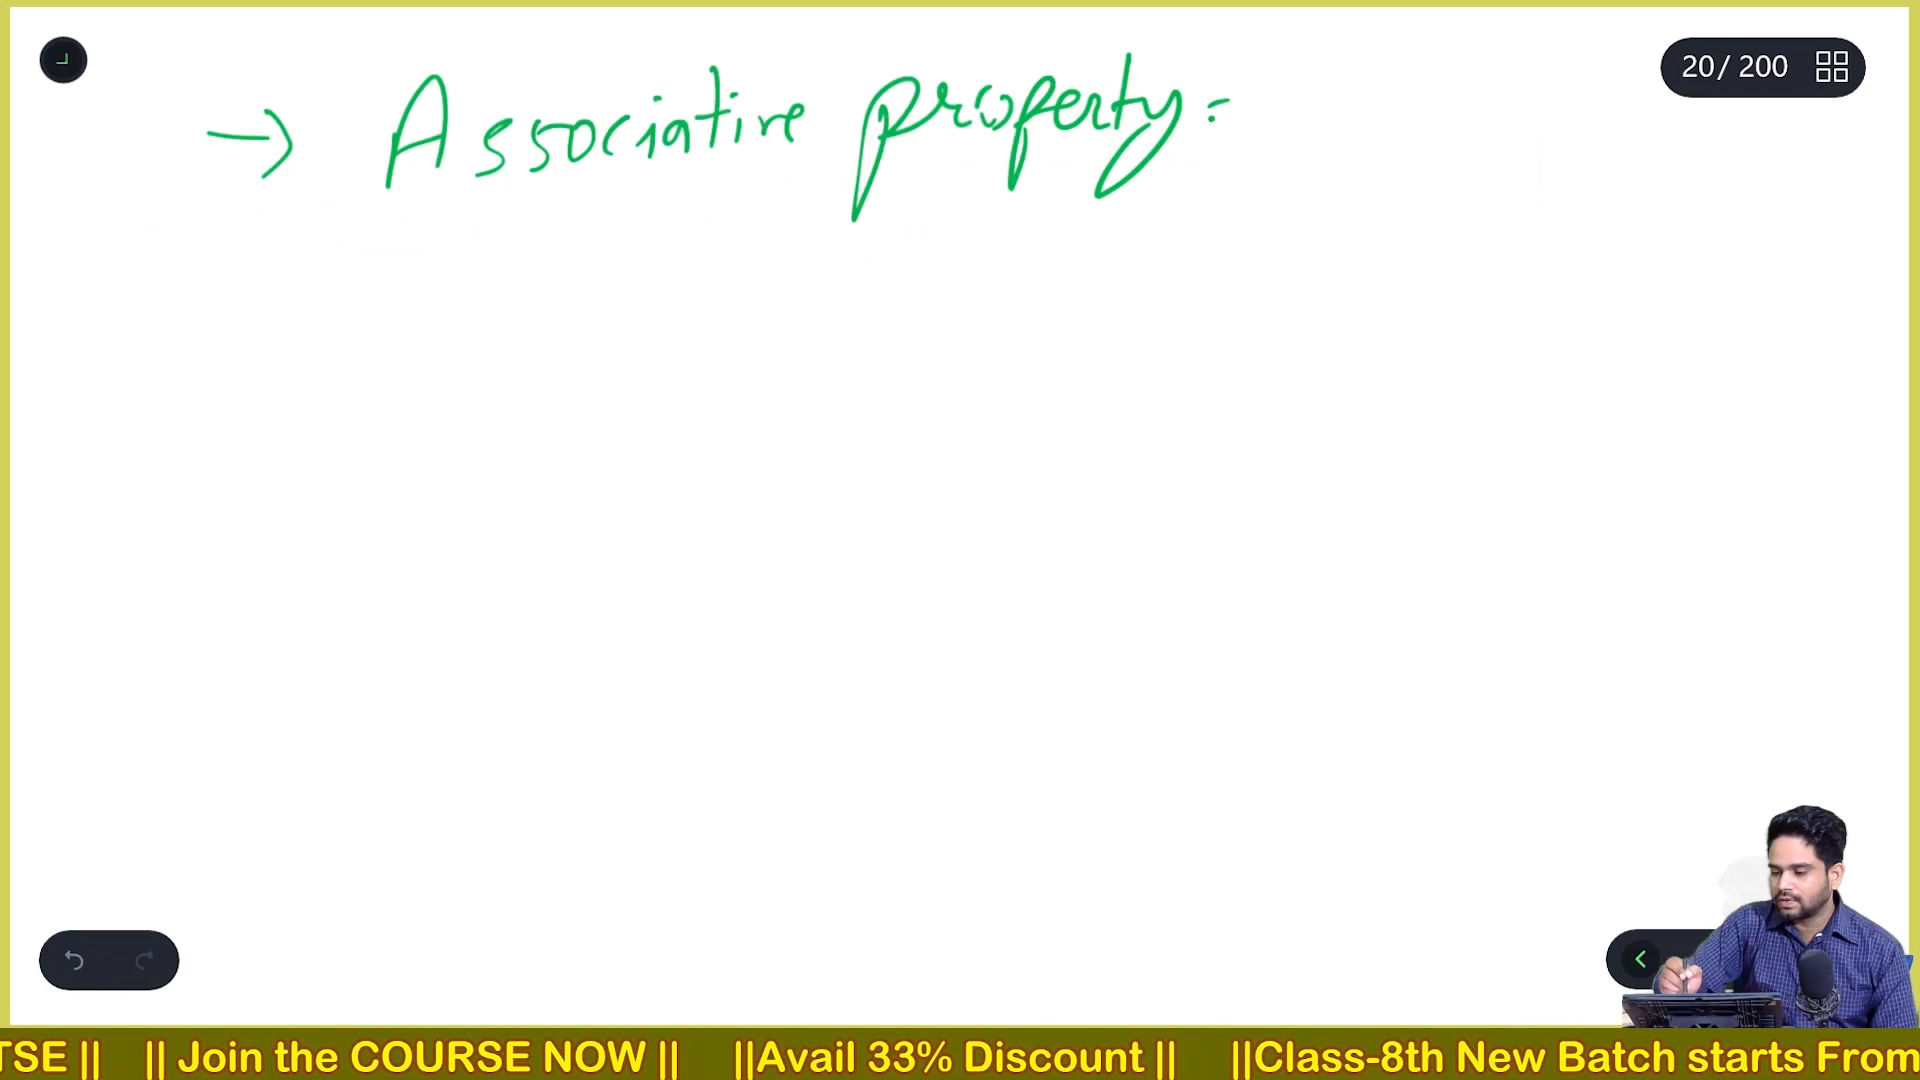 20/ 200
→ Associative property :-
TSE || || Join the COURSE NOW || ||Avail 33% Discount || ||Class-8th New Batch starts From